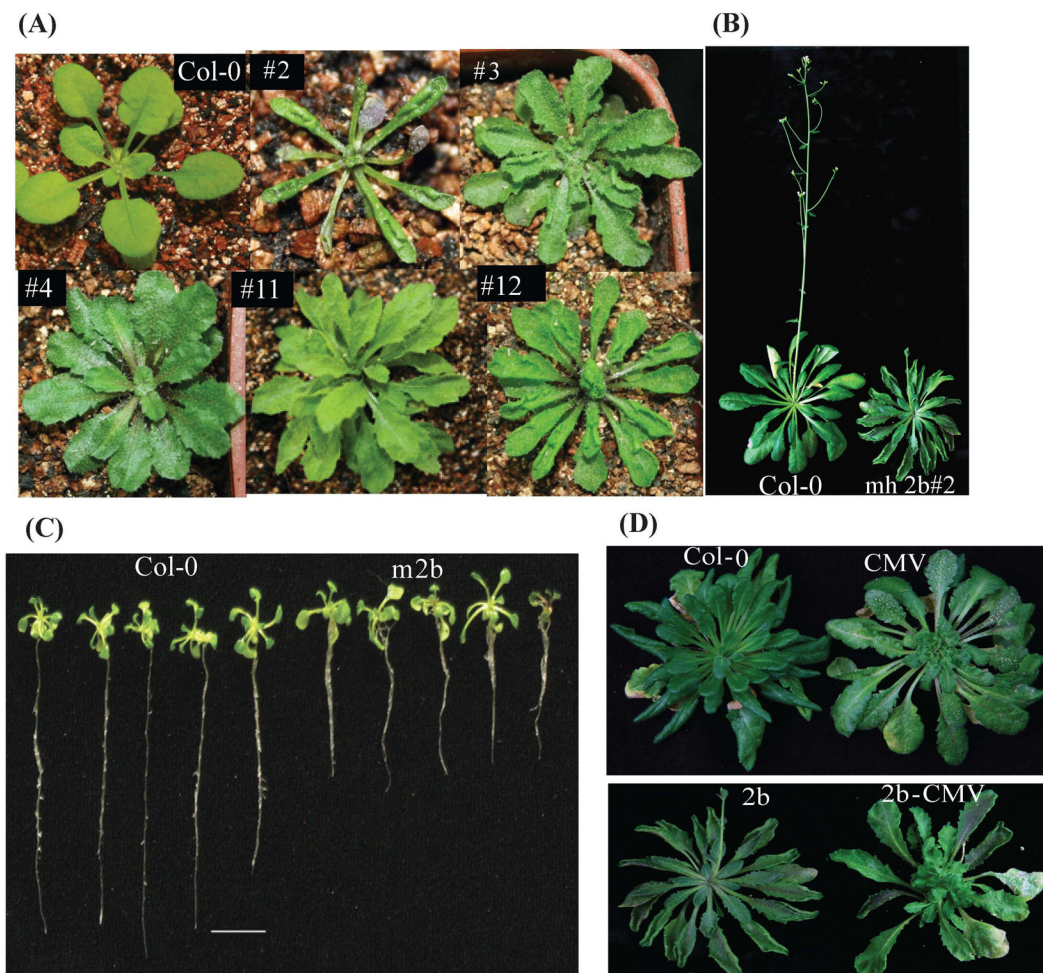 (A)
(B)
Col-0
#2
#3
#4
#11
#12
Col-0
mh 2b#2
(C)
(D)
Col-0
m2b
Col-0
CMV
2b
2b-CMV